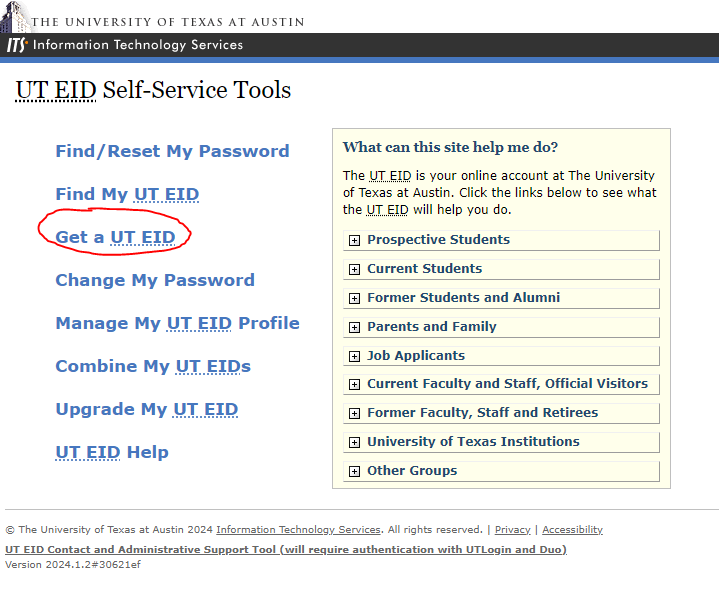 THE UNIVERSITY OF TEXAS AT AUSTIN
ITS Information Technology Services
UT EID Self-Service Tools
Find/Reset My Password
Find My UT EID
Get a UT EID
Change My Password
Manage My UT EID Profile
Combine My UT EIDs
Upgrade My UT EID
UT EID Help
What can this site help me do?
The UT EID is your online account at The University
of Texas at Austin. Click the links below to see what
the UT EID will help you do.
Prospective Students
Current Students
Former Students and Alumni
Parents and Family
Job Applicants
Current Faculty and Staff, Official Visitors
Former Faculty, Staff and Retirees
University of Texas Institutions
Other Groups
© The University of Texas at Austin 2024 Information Technology Services. All rights reserved. | Privacy | Accessibility
UT EID Contact and Administrative Support Tool (will require authentication with UTLogin and Duo)
Version 2024.1.2#30621ef